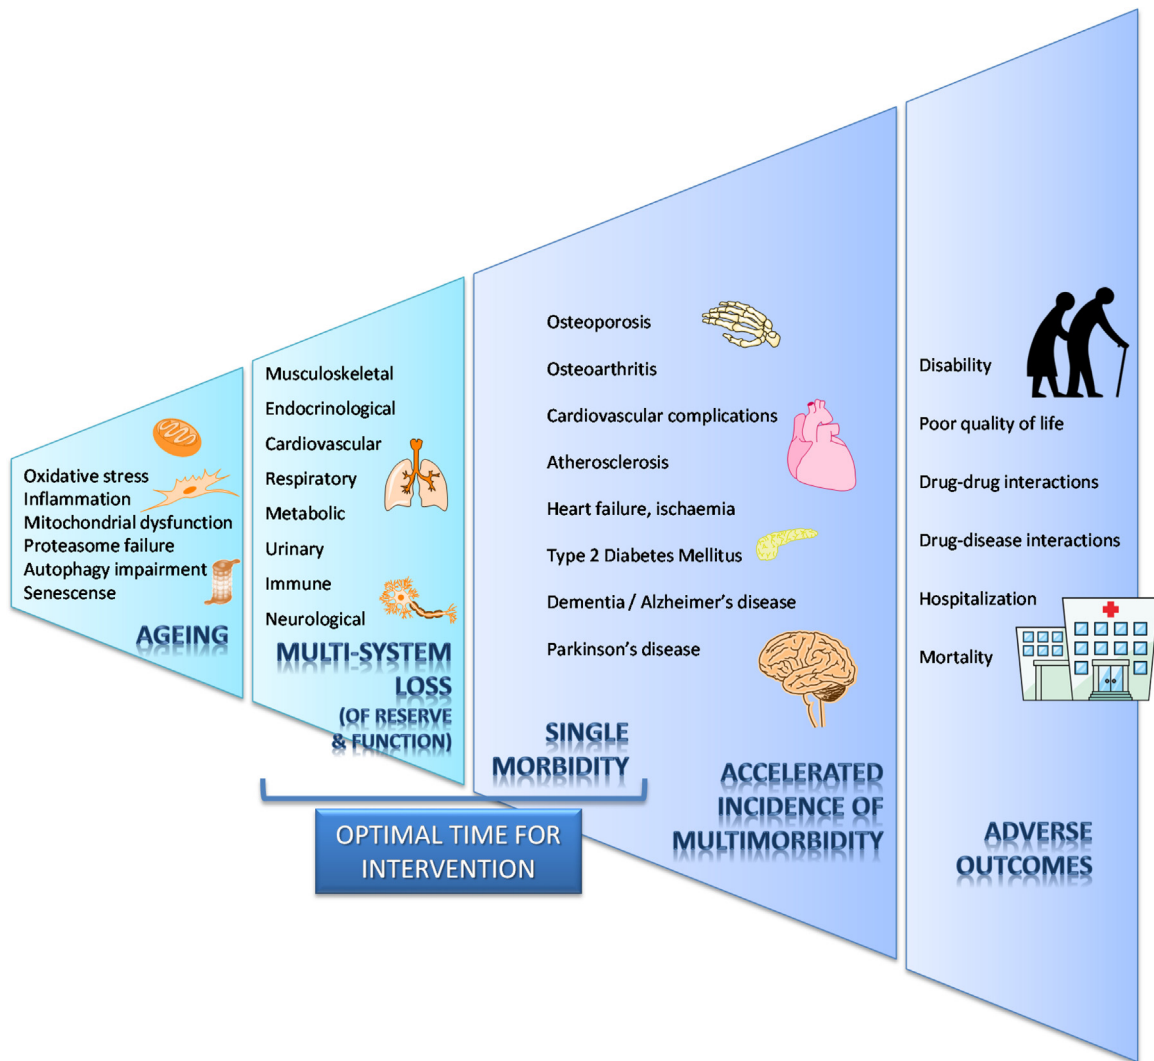 Oxidative stress
Inflammation
Mitochondrial dysfunction
Proteasome failure
Autophagy impairment
Senescense
AGEING
Musculoskeletal
Endocrinological
Cardiovascular
Respiratory
Metabolic
Urinary
Immune
Neurological
MULTI-SYSTEM
LOSS
(OF RESERVE
& FUNCTION)
Osteoporosis
Osteoarthritis
Cardiovascular complications
Atherosclerosis
Heart failure, ischaemia
Type 2 Diabetes Mellitus
Dementia / Alzheimer's disease
Parkinson's disease
SINGLE
MORBIDITY
ACCELERATED
INCIDENCE OF
MULTIMORBIDITY
OPTIMAL TIME FOR
INTERVENTION
Disability
Poor quality of life
Drug-drug interactions
Drug-disease interactions
Hospitalization
Mortality
ADVERSE
OUTCOMES